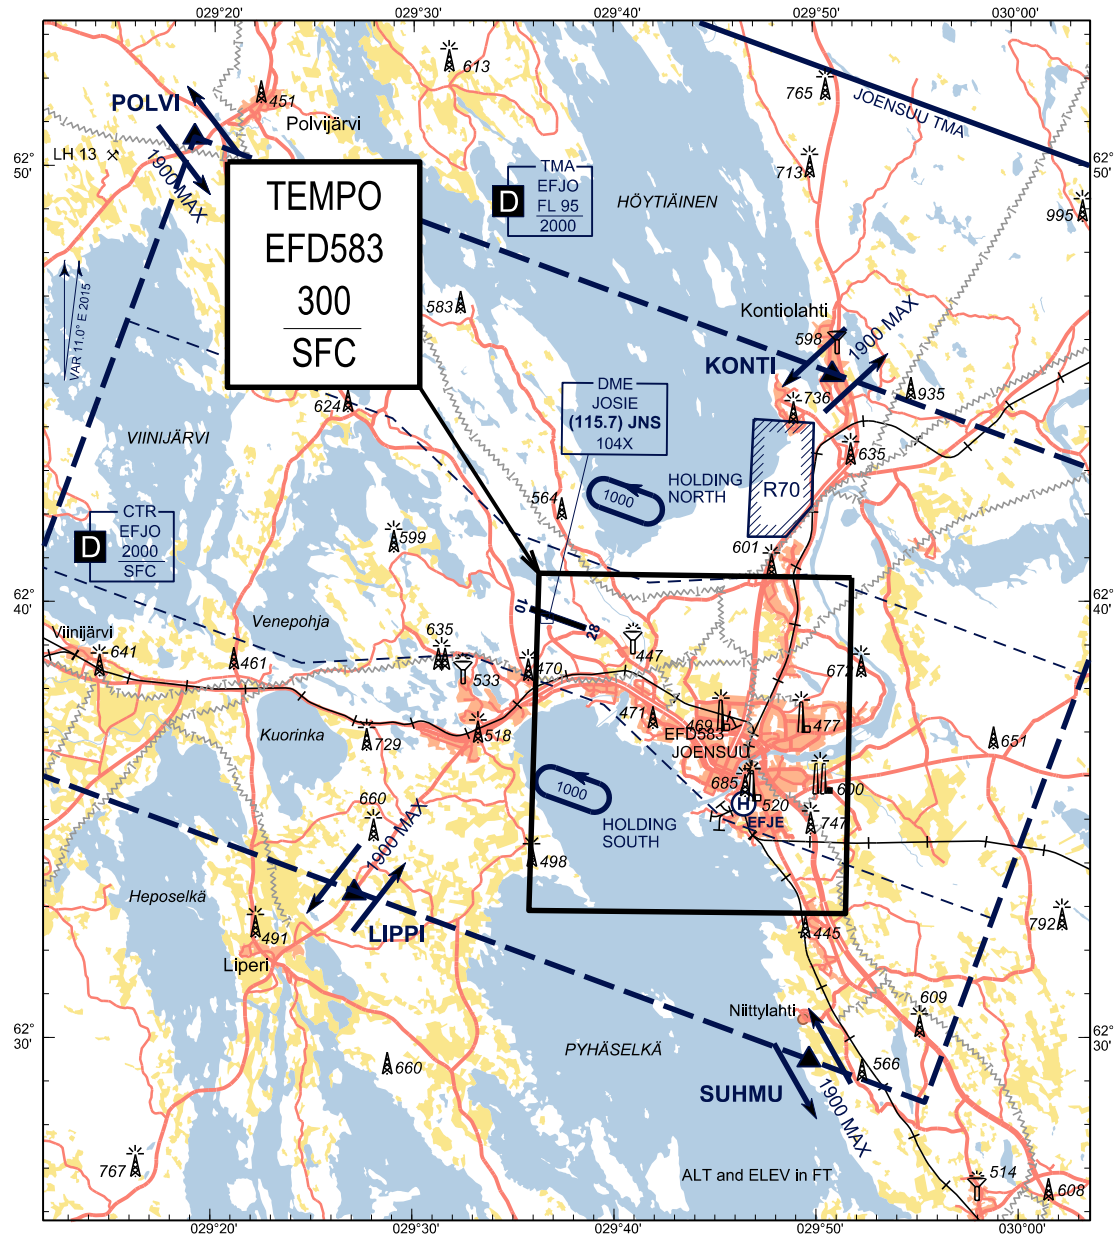 029°20' 029°30' 029°40' 029°50' 030°00'
613
765
JOENSUU TMA
POLVI
451
Polvijärvi
LH 13
1900 MAX
62°
50'
62°
50'
713
995
TMA
EFJO
FL 95
2000
D
HÖYTIÄINEN
TEMPO
EFD583
300
SFC
VAR 11.0° E 2015
583
Kontiolahti
598
1900 MAX
KONTI
736
935
635
DME
JOSIE
(115.7) JNS
104X
624
VIINIJÄRVI
HOLDING
NORTH
1000
R70
564
601
CTR
EFJO
2000
SFC
D
599
62°
40'
62°
40'
10
28
Venepohja
Viinijärvi
641
461
635
533
470
447
672
471
469
EFD583
JOENSUU
477
651
Kuorinka
729
518
685
520
600
H
EFJE
747
1000
HOLDING
SOUTH
660
1900 MAX
498
Heposelkä
LIPPI
491
Liperi
445
792
609
Niittylahti
62°
30'
62°
30'
PYHÄSELKÄ
660
566
SUHMU
1900 MAX
767
ALT and ELEV in FT
514
608
029°20' 029°30' 029°40' 029°50' 030°00'